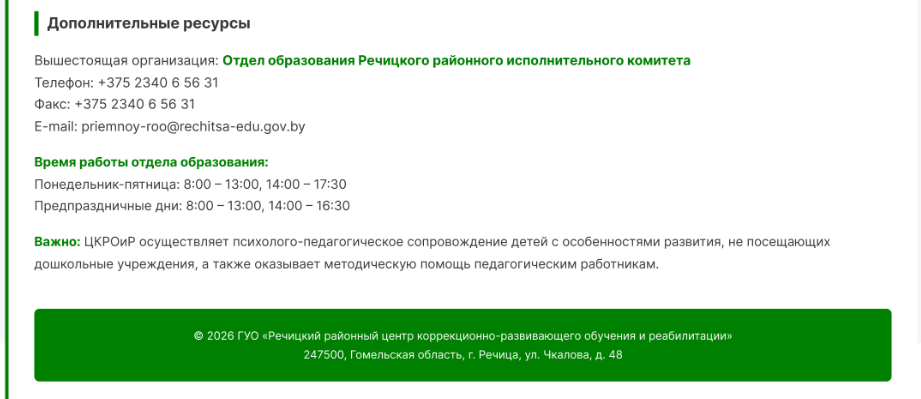 Дополнительные ресурсы
Вышестоящая организация: Отдел образования Речицкого районного исполнительного комитета
Телефон: +375 2340 6 56 31
Факс: +375 2340 6 56 31
E-mail: priemnoy-roo@rechitsa-edu.gov.by
Время работы отдела образования:
Понедельник-пятница: 8:00 – 13:00, 14:00 – 17:30
Предпраздничные дни: 8:00 – 13:00, 14:00 – 16:30
Важно: ЦКРОиР осуществляет психолого-педагогическое сопровождение детей с особенностями развития, не посещающих
дошкольные учреждения, а также оказывает методическую помощь педагогическим работникам.
© 2026 ГУО «Речицкий районный центр коррекционно-развивающего обучения и реабилитации»
247500, Гомельская область, г. Речица, ул. Чкалова, д. 48